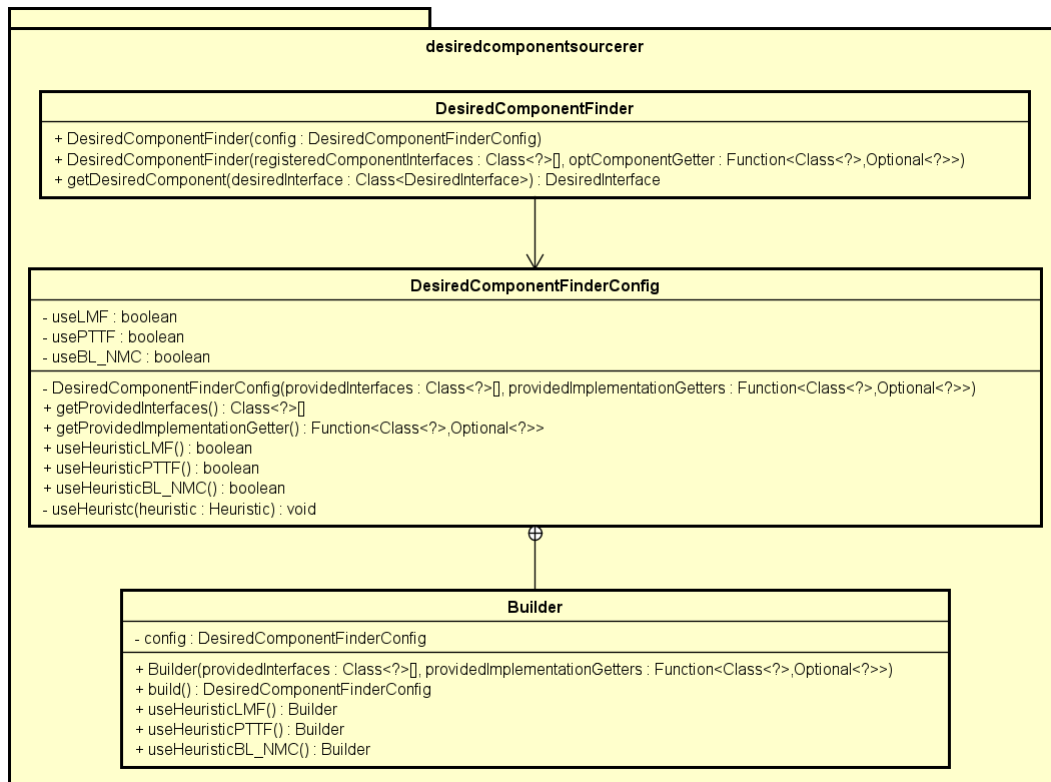 desiredcomponentsourcerer
DesiredComponentFinder
+ DesiredComponentFinder(config : DesiredComponentFinderConfig)
+ DesiredComponentFinder(registeredComponentInterfaces : Class<?>[], optComponentGetter : Function<Class<?>,Optional<?>>)
+ getDesiredComponent(desiredInterface : Class<DesiredInterface>) : DesiredInterface
DesiredComponentFinderConfig
- useLMF : boolean
- usePTTF : boolean
- useBL_NMC : boolean
- DesiredComponentFinderConfig(providedInterfaces : Class<?>[], providedImplementationGetters : Function<Class<?>,Optional<?>>)
+ getProvidedInterfaces() : Class<?>[]
+ getProvidedImplementationGetter() : Function<Class<?>,Optional<?>>
+ useHeuristicLMF() : boolean
+ useHeuristicPTTF() : boolean
+ useHeuristicBL_NMC() : boolean
- useHeuristc(heuristic : Heuristic) : void
Builder
- config : DesiredComponentFinderConfig
+ Builder(providedInterfaces : Class<?>[], providedImplementationGetters : Function<Class<?>,Optional<?>>)
+ build() : DesiredComponentFinderConfig
+ useHeuristicLMF() : Builder
+ useHeuristicPTTF() : Builder
+ useHeuristicBL_NMC() : Builder